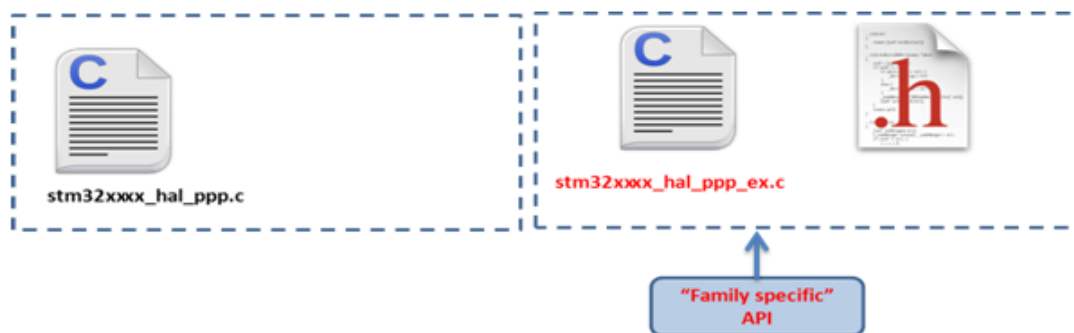 C
stm32xxxx_hal_ppp.c
C
.h
stm32xxxx_hal_ppp_ex.c
“Family specific”
API